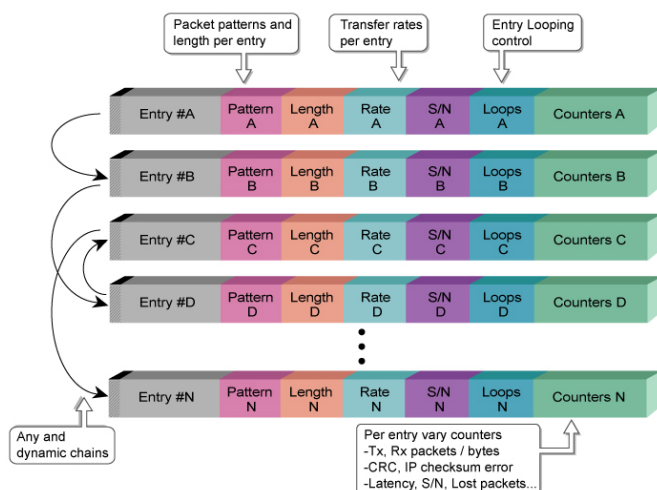 Packet patterns and
length per entry
Transfer rates
per entry
Entry Looping
control
Entry #A
Pattern
A
Length
A
Rate
A
S/N
A
Loops
A
Counters A
Entry #B
Pattern
B
Length
B
Rate
B
S/N
B
Loops
B
Counters B
Entry #C
Pattern
C
Length
C
Rate
C
S/N
C
Loops
C
Counters C
Entry #D
Pattern
D
Length
D
Rate
D
S/N
D
Loops
D
Counters D
Entry #N
Pattern
N
Length
N
Rate
N
S/N
N
Loops
N
Counters N
Any and
dynamic chains
Per entry vary counters
-Tx, Rx packets / bytes
-CRC, IP checksum error
-Latency, S/N, Lost packets...